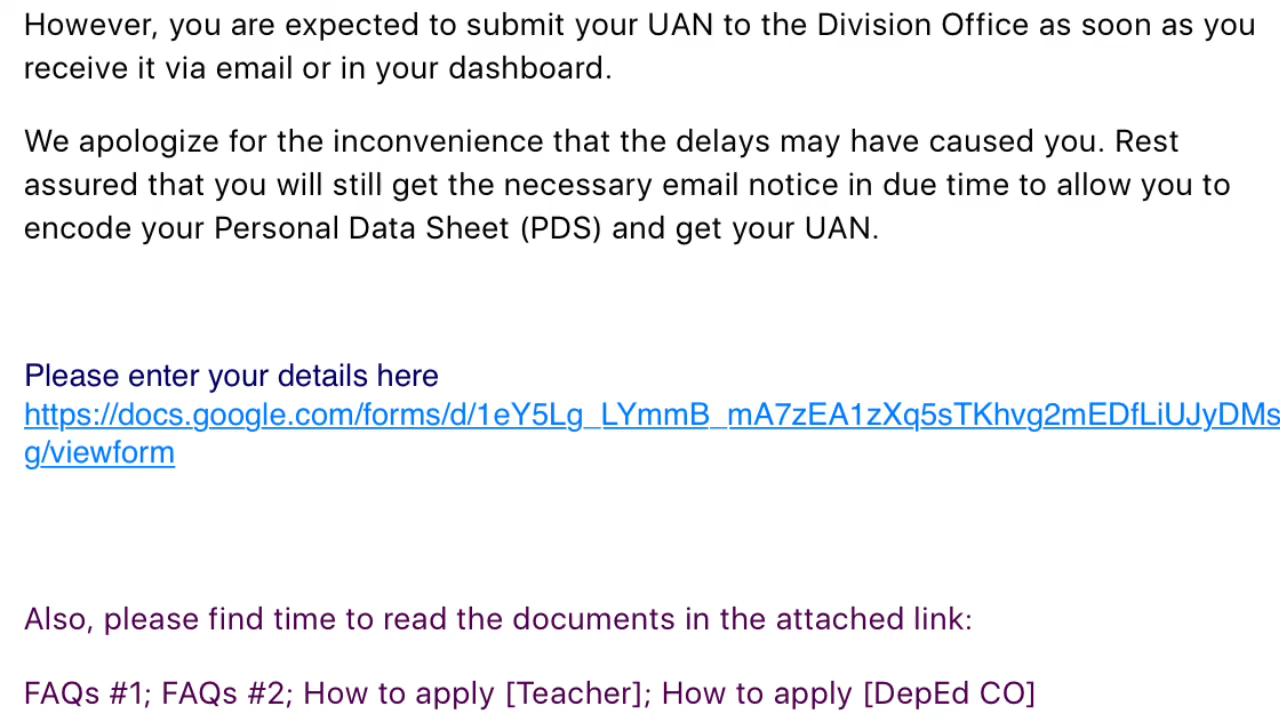 However, you are expected to submit your UAN to the Division Office as soon as you
receive it via email or in your dashboard.
We apologize for the inconvenience that the delays may have caused you. Rest
assured that you will still get the necessary email notice in due time to allow you to
encode your Personal Data Sheet (PDS) and get your UAN.
Please enter your details here
https://docs.google.com/forms/d/1eY5Lg_LYmmB_mA7zEA1zXq5sTKhvg2mEDfLiUJyDMs
g/viewform
Also, please find time to read the documents in the attached link:
FAQs #1; FAQs #2; How to apply [Teacher]; How to apply [DepEd CO]